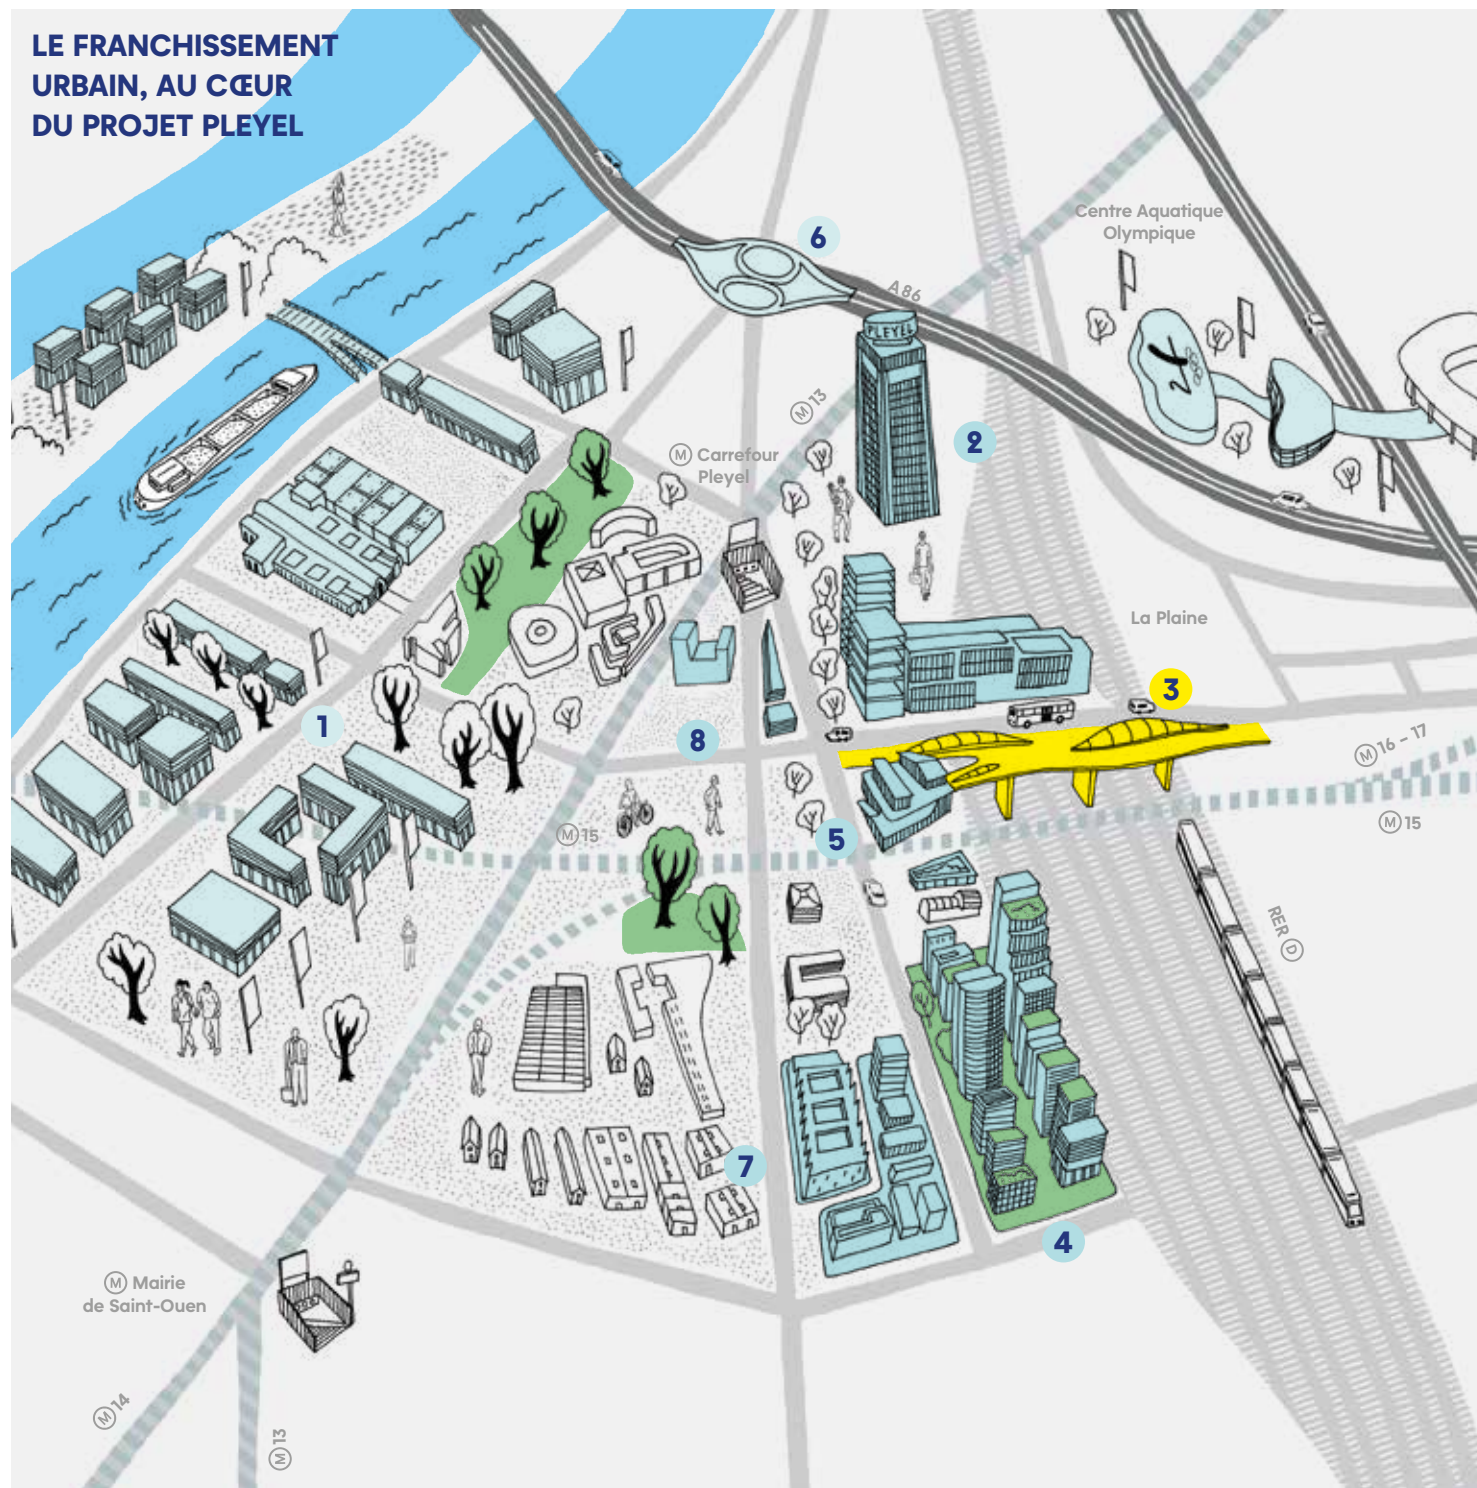 LE FRANCHISSEMENT
URBAIN, AU CŒUR
DU PROJET PLEYEL
Centre Aquatique
Olympique
6
A86
PLEYEL
M 13
2
M Carrefour
Pleyel
La Plaine
3
1
8
M 16 – 17
M 15
M 15
5
RER D
7
4
M Mairie
de Saint-Ouen
M 14
M 13